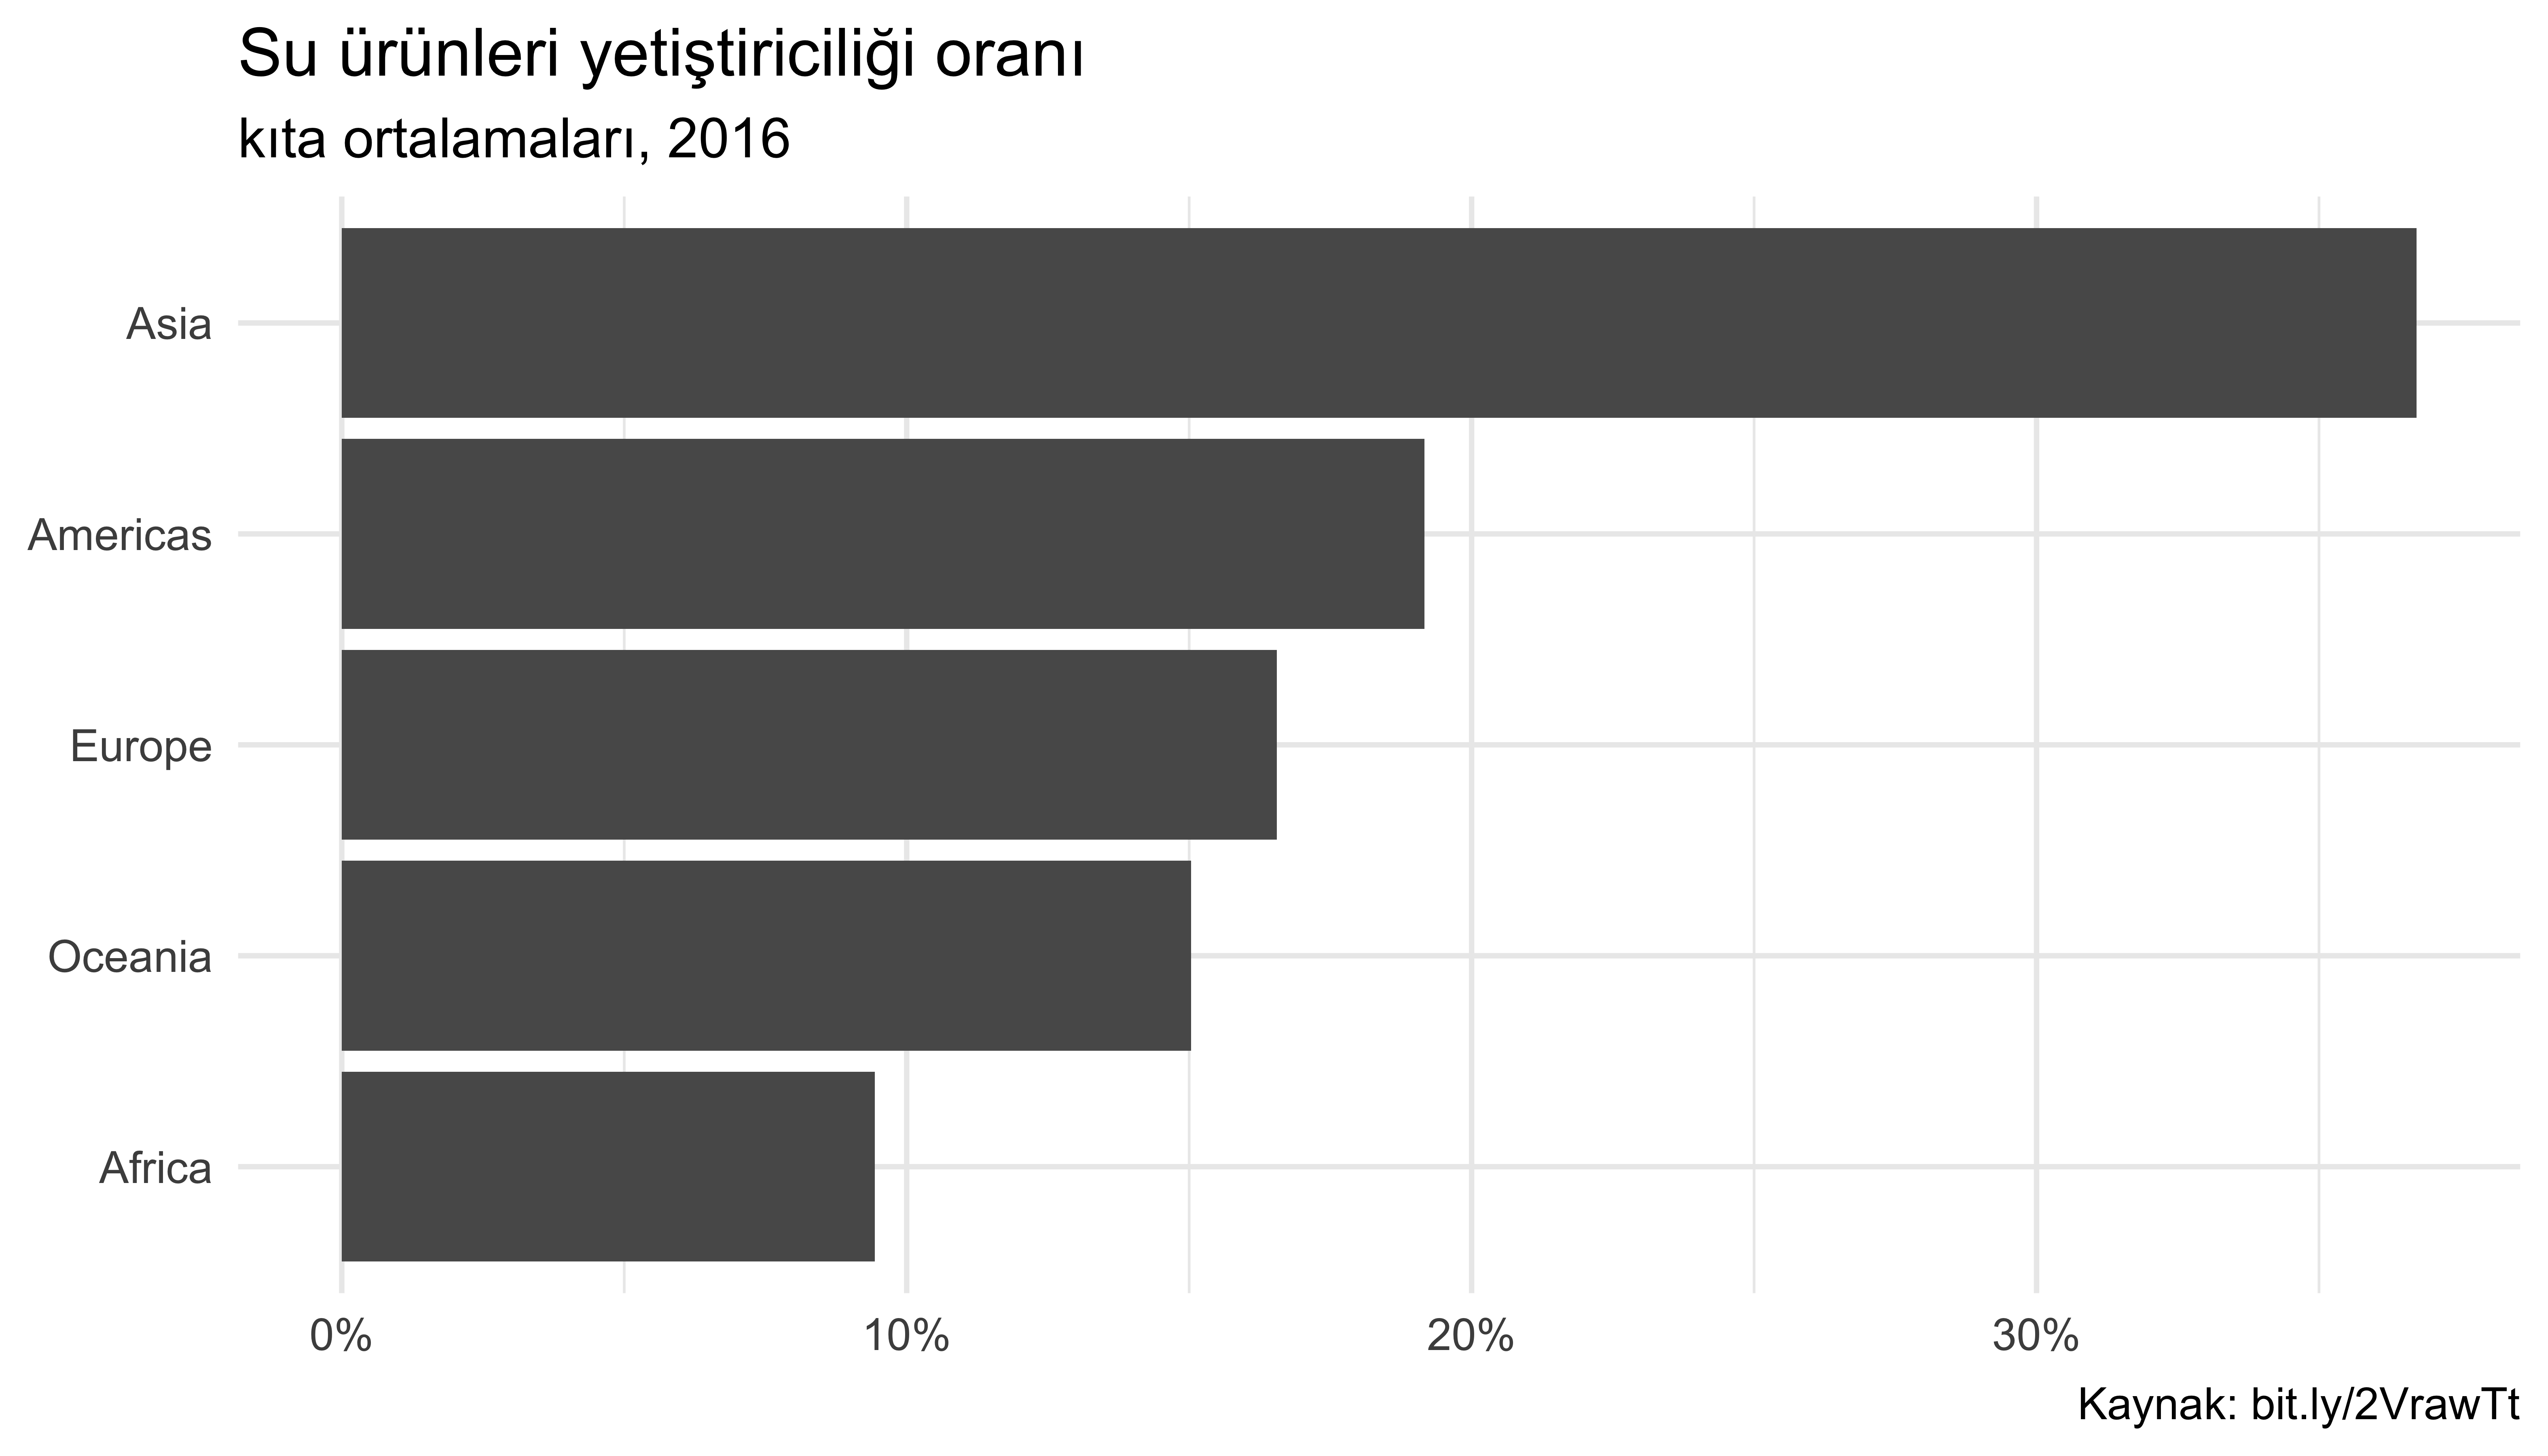 Su ürünleri yetiştiriciliği oranı
kıta ortalamaları, 2016
Asia
Americas
Europe
Oceania
Africa
0% 10% 20% 30%
Kaynak: bit.ly/2VrawTt